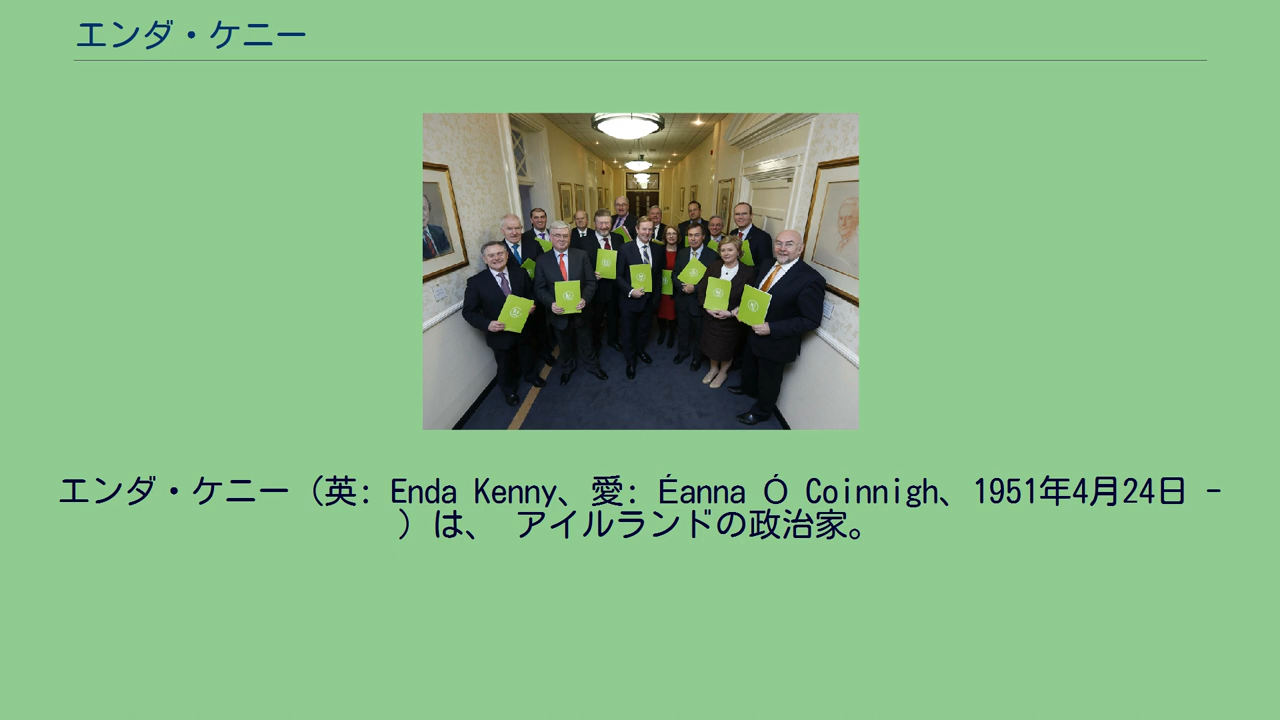 エンダ・ケニー
エンダ・ケニー（英: Enda Kenny、愛: Éanna Ó Coinnigh、1951年4月24日 -
）は、 アイルランドの政治家。